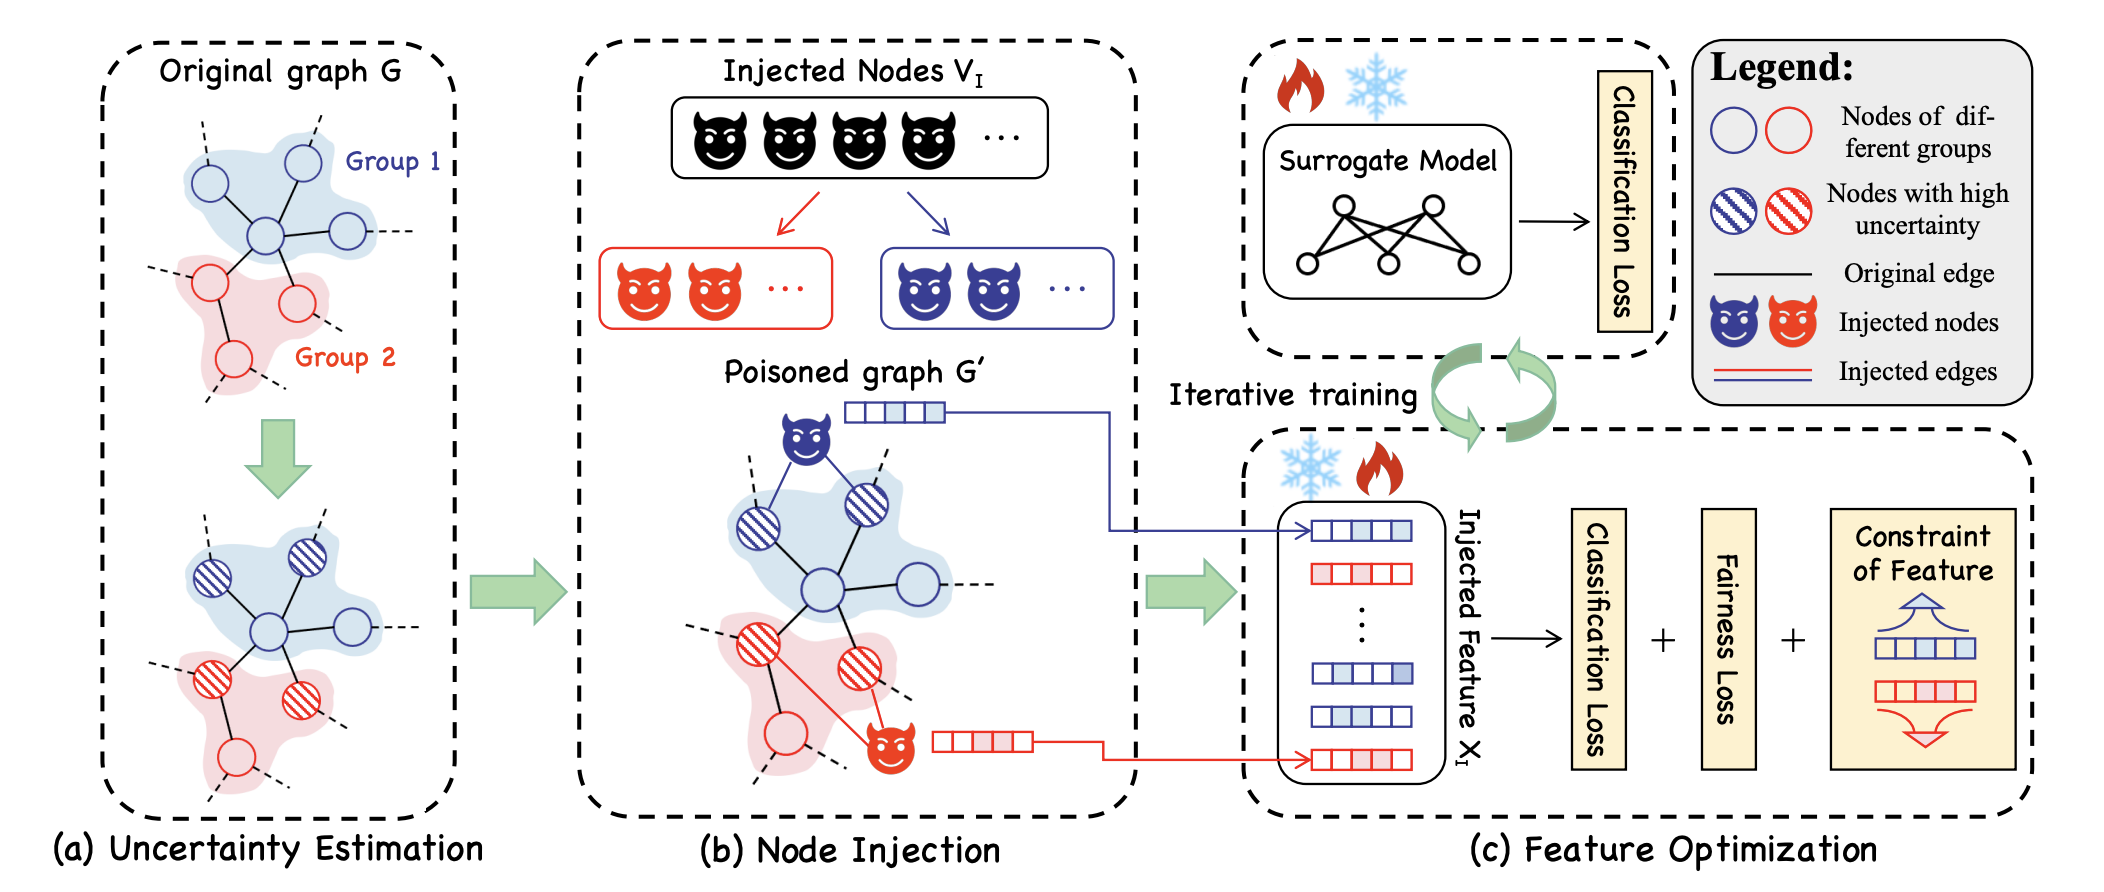 Original graph G
Group 1
Group 2
(a) Uncertainty Estimation
Injected Nodes V_I
...
...
...
Poisoned graph G′
(b) Node Injection
Surrogate Model
Classification Loss
Iterative training
Injected Feature X_I
Classification Loss
+
Fairness Loss
+
Constraint
of Feature
(c) Feature Optimization
Legend:
Nodes of dif-
ferent groups
Nodes with high
uncertainty
Original edge
Injected nodes
Injected edges